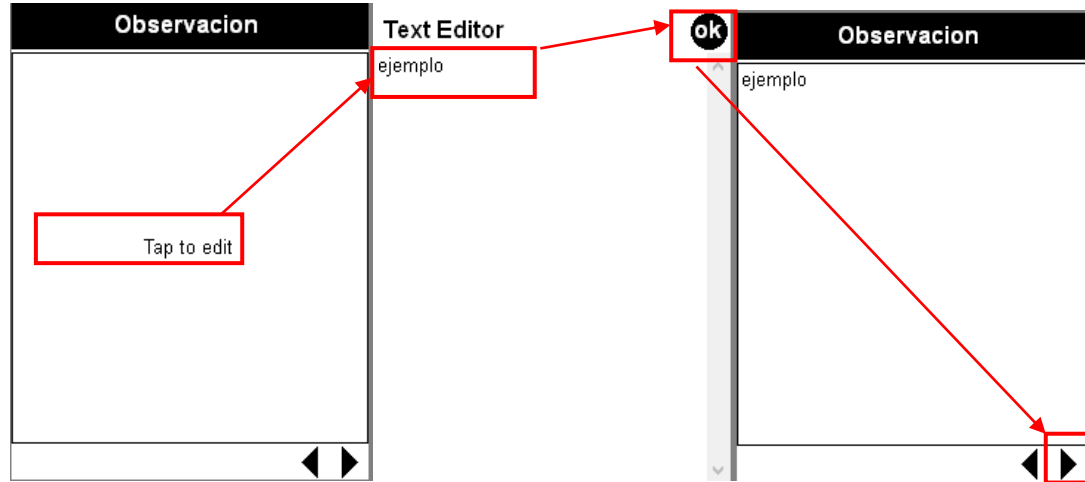 Observacion
Tap to edit
Text Editor
ok
ejemplo
Observacion
ejemplo